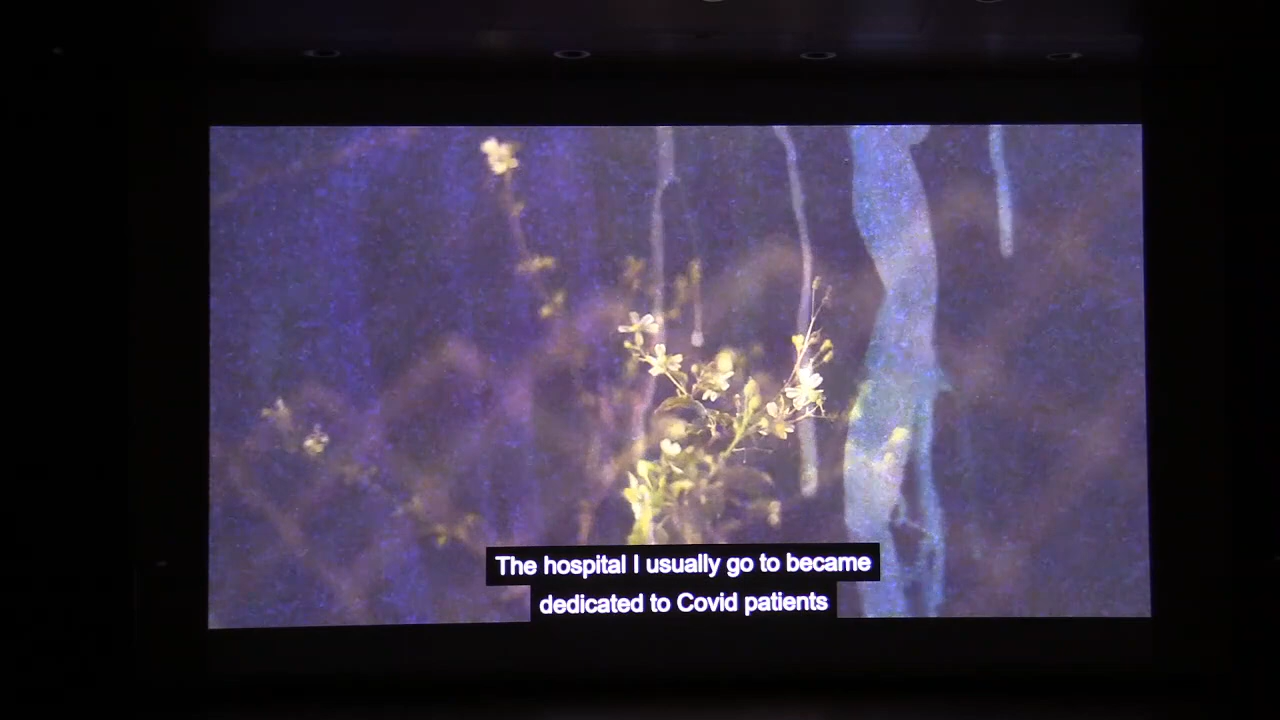 The hospital I usually go to became
dedicated to Covid patients